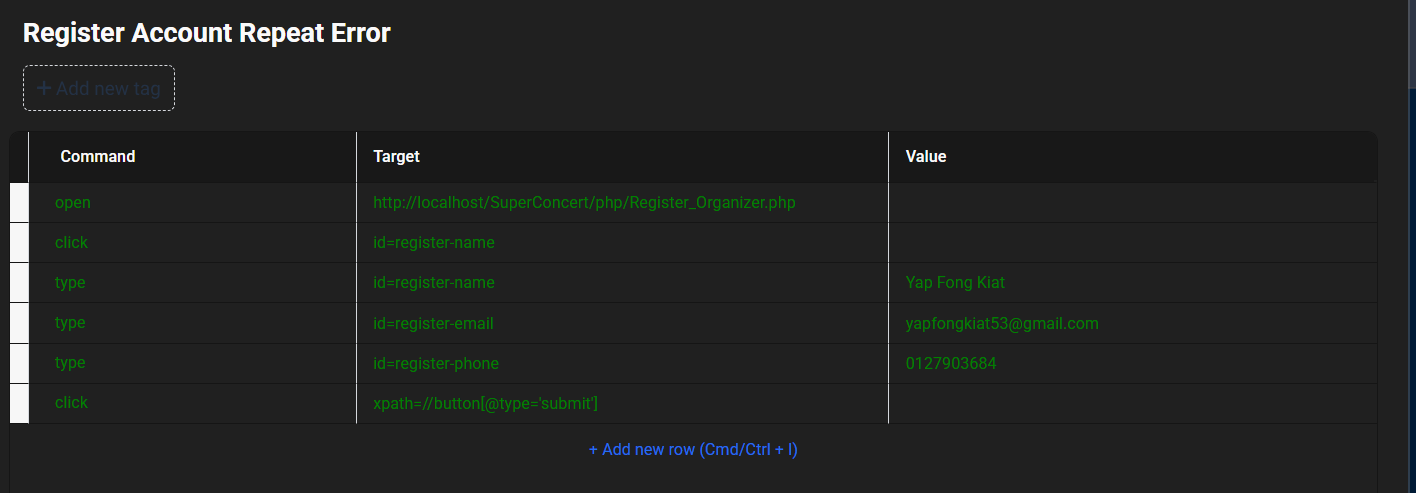 Register Account Repeat Error
+ Add new tag
Command Target Value
open http://localhost/SuperConcert/php/Register_Organizer.php
click id=register-name
type id=register-name Yap Fong Kiat
type id=register-email yapfongkiat53@gmail.com
type id=register-phone 0127903684
click xpath=//button[@type='submit']
+ Add new row (Cmd/Ctrl + I)